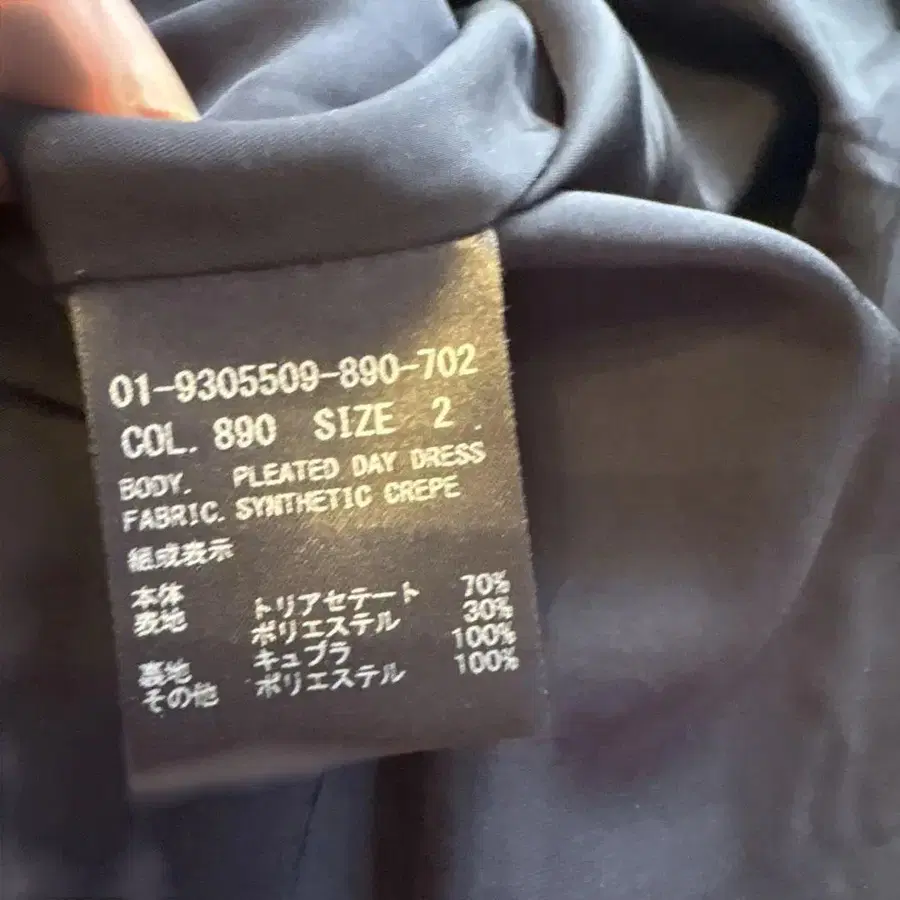 01-9305509-890-702
COL. 890 SIZE 2
BODY. PLEATED DAY DRESS
FABRIC. SYNTHETIC CREPE
組成表示
本体
表地 トリアセテート 70%
ポリエステル 30%
裏地 キュプラ 100%
その他 ポリエステル 100%